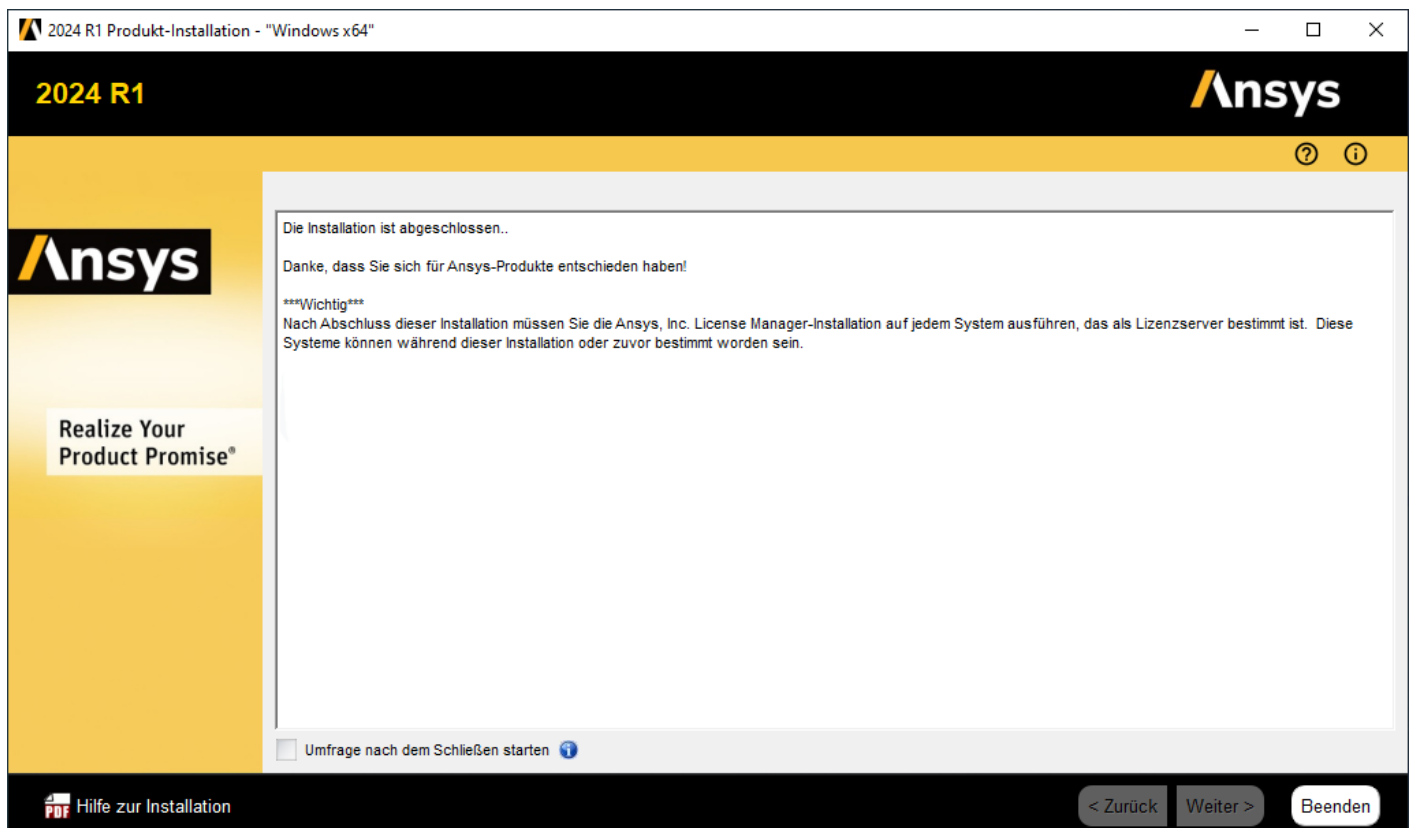 2024 R1 Produkt-Installation - "Windows x64"
2024 R1
Ansys
Ansys
Die Installation ist abgeschlossen..
Danke, dass Sie sich für Ansys-Produkte entschieden haben!
***Wichtig***
Nach Abschluss dieser Installation müssen Sie die Ansys, Inc. License Manager-Installation auf jedem System ausführen, das als Lizenzserver bestimmt ist.  Diese
Systeme können während dieser Installation oder zuvor bestimmt worden sein.
Realize Your
Product Promise®
Umfrage nach dem Schließen starten
PDF Hilfe zur Installation
< Zurück Weiter > Beenden